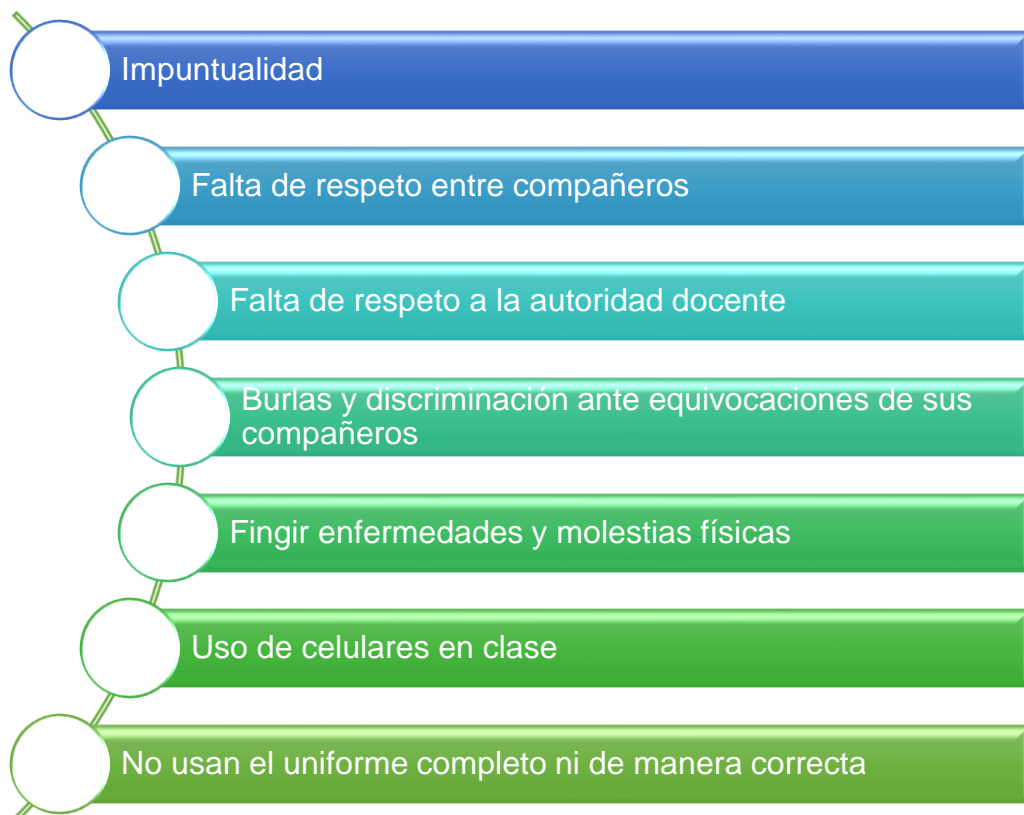 Impuntualidad
Falta de respeto entre compañeros
Falta de respeto a la autoridad docente
Burlas y discriminación ante equivocaciones de sus
compañeros
Fingir enfermedades y molestias físicas
Uso de celulares en clase
No usan el uniforme completo ni de manera correcta